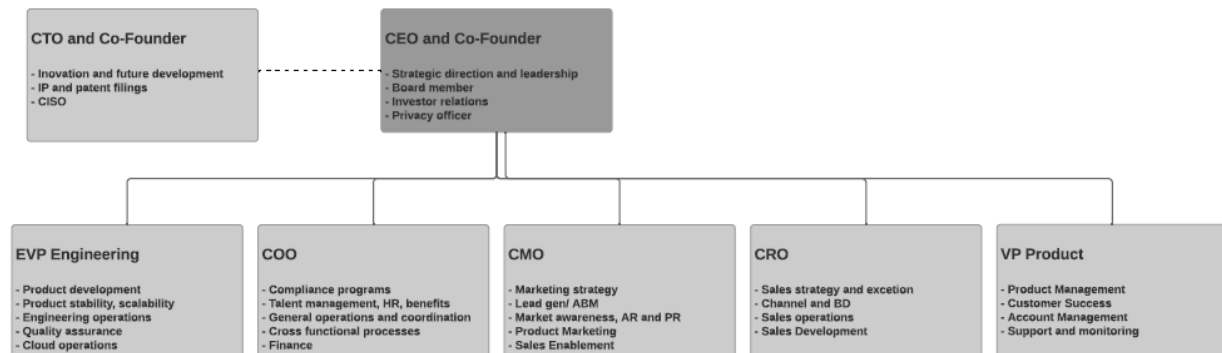 CTO and Co-Founder
- Inovation and future development
- IP and patent filings
- CISO
CEO and Co-Founder
- Strategic direction and leadership
- Board member
- Investor relations
- Privacy officer
EVP Engineering
- Product development
- Product stability, scalability
- Engineering operations
- Quality assurance
- Cloud operations
COO
- Compliance programs
- Talent management, HR, benefits
- General operations and coordination
- Cross functional processes
- Finance
CMO
- Marketing strategy
- Lead gen/ ABM
- Market awareness, AR and PR
- Product Marketing
- Sales Enablement
CRO
- Sales strategy and excetion
- Channel and BD
- Sales operations
- Sales Development
VP Product
- Product Management
- Customer Success
- Account Management
- Support and monitoring